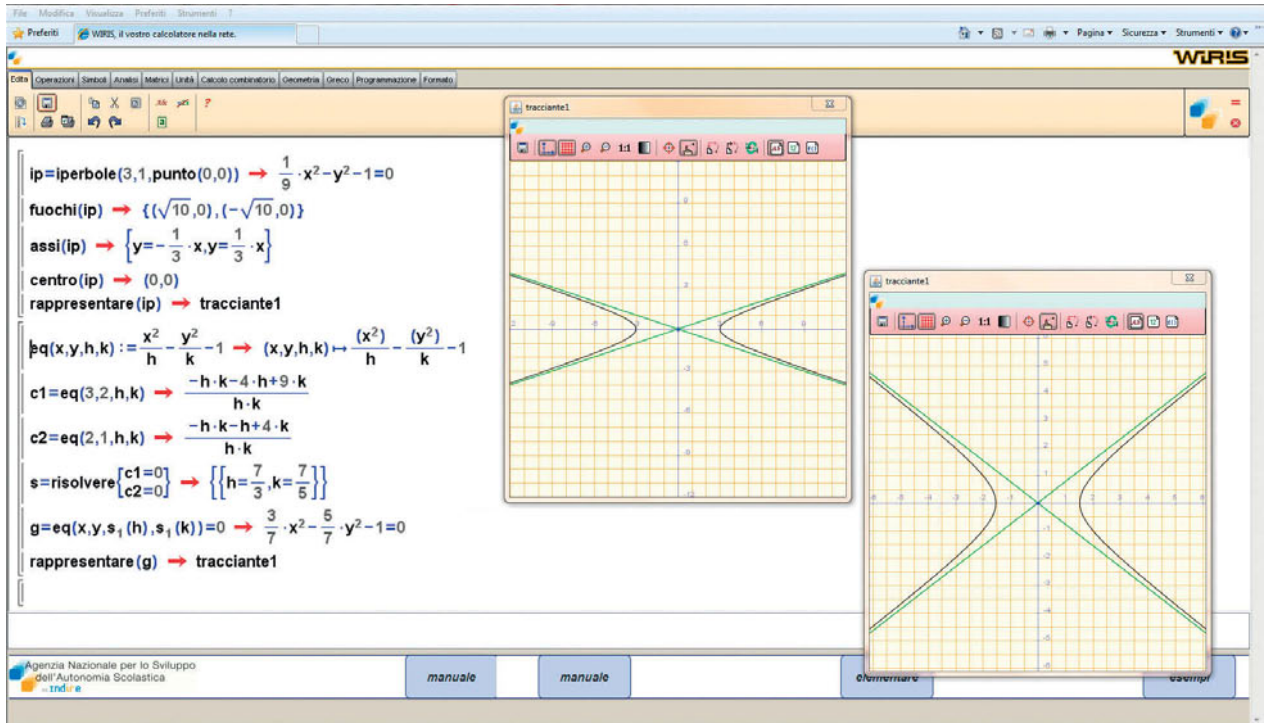 File Modifica Visualizza Preferiti Strumenti ?
Preferiti WIRIS, il vostro calcolatore nella rete.
Pagina Sicurezza Strumenti
WIRIS
Edita Operazioni Simboli Analisi Matrici Unità Calcolo combinatorio Geometria Greco Programmazione Formato
ip=iperbole(3,1,punto(0,0)) → 1/9·x²−y²−1=0
fuochi(ip) → {(√10,0),(−√10,0)}
assi(ip) → {y=−1/3·x,y=1/3·x}
centro(ip) → (0,0)
rappresentare(ip) → tracciante1
eq(x,y,h,k):=x²/h−y²/k−1 → (x,y,h,k)↦(x²)/h−(y²)/k−1
c1=eq(3,2,h,k) → (−h·k−4·h+9·k)/(h·k)
c2=eq(2,1,h,k) → (−h·k−h+4·k)/(h·k)
s=risolvere{c1=0
c2=0} → {{h=7/3,k=7/5}}
g=eq(x,y,s₁(h),s₁(k))=0 → 3/7·x²−5/7·y²−1=0
rappresentare(g) → tracciante1
tracciante1
1:1
tracciante1
1:1
Agenzia Nazionale per lo Sviluppo
dell'Autonomia Scolastica
ex indire
manuale
manuale
elementare
esempi